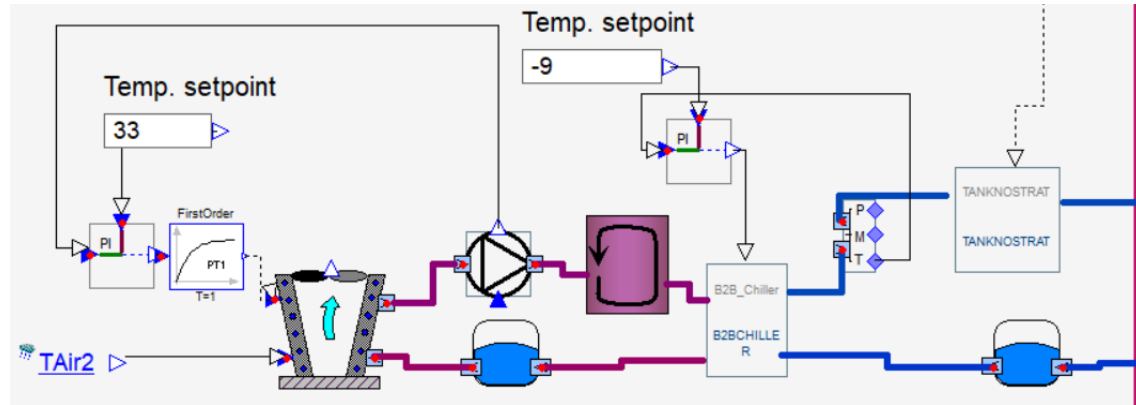 Temp. setpoint
-9
Temp. setpoint
33
PI
PI
FirstOrder
PT1
T=1
TANKNOSTRAT
TANKNOSTRAT
P
M
T
B2B_Chiller
B2BCHILLE
R
TAir2